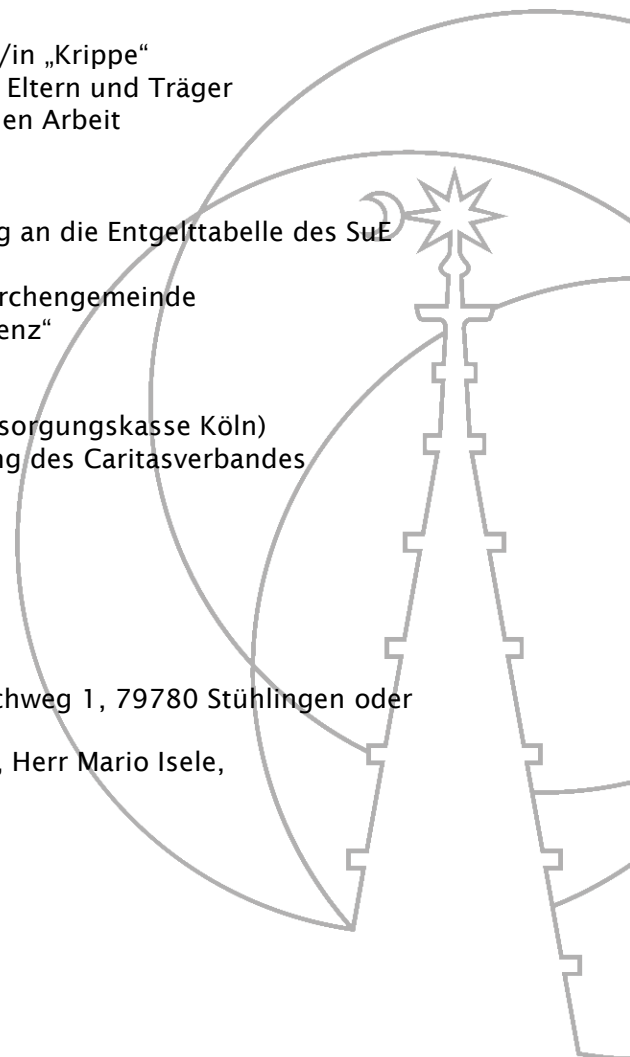 /in „Krippe“
Eltern und Träger
en Arbeit
g an die Entgelttabelle des SuE
rchengemeinde
enz“
sorgungskasse Köln)
ng des Caritasverbandes
chweg 1, 79780 Stühlingen oder
, Herr Mario Isele,